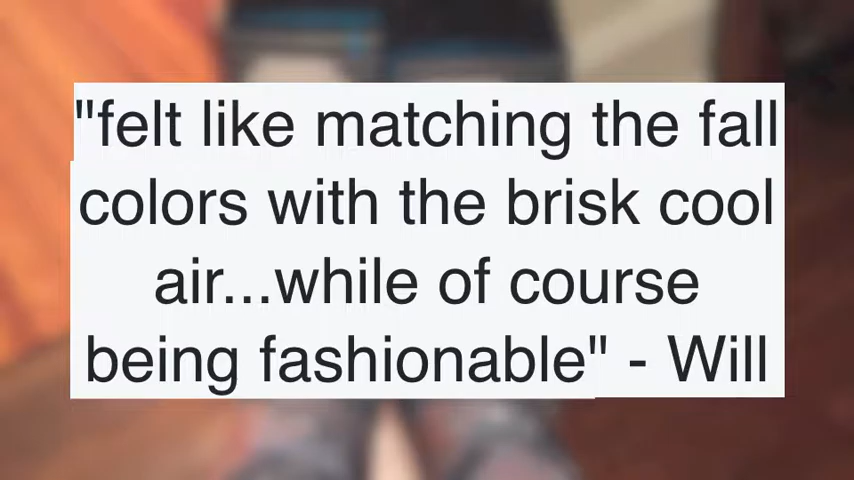 "felt like matching the fall
colors with the brisk cool
air...while of course
being fashionable" - Will